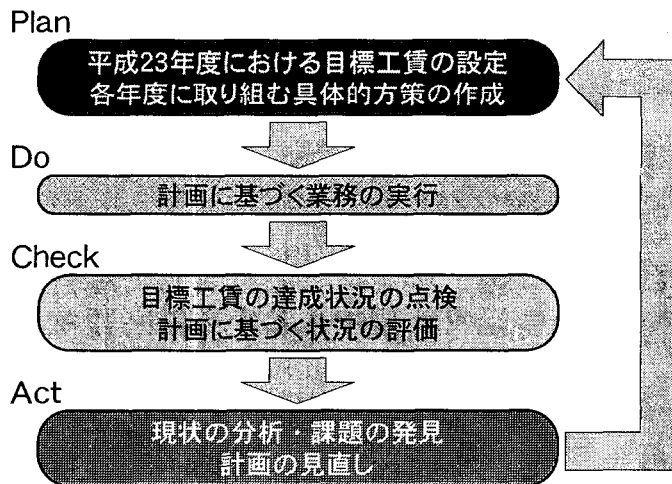 Plan
平成23年度における目標工賃の設定
各年度に取り組む具体的方策の作成
Do
計画に基づく業務の実行
Check
目標工賃の達成状況の点検
計画に基づく状況の評価
Act
現状の分析・課題の発見
計画の見直し